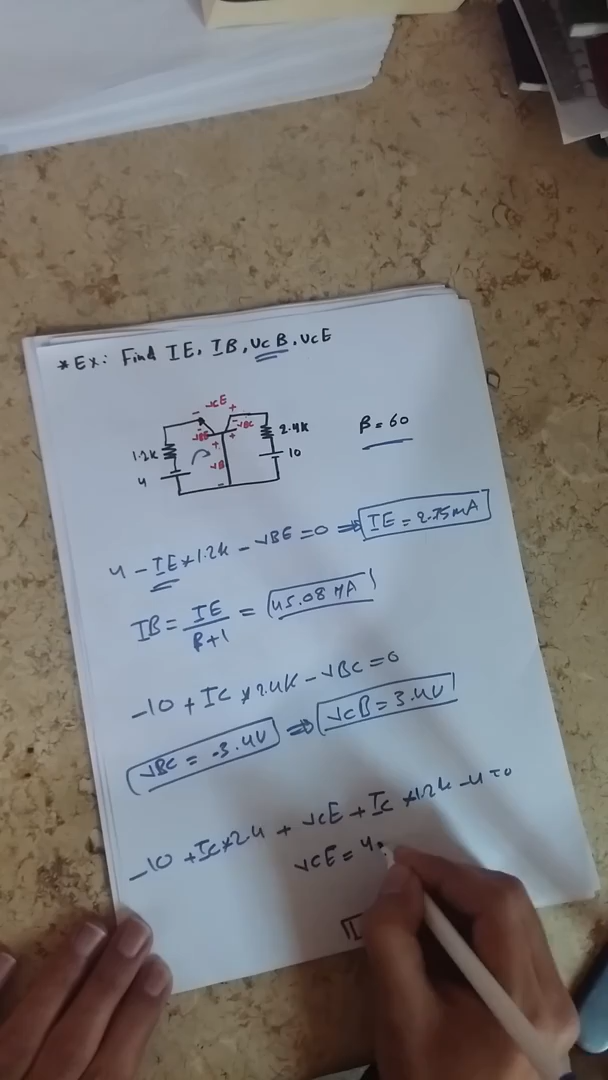 *Ex: Find IE, IB, VCB, VCE
- VCE +
1.2K
VBE
VBC
2.4K
β = 60
4
VB
10
4 - IE*1.2K - VBE = 0 ⇒ IE = 2.75mA
IB = IE / β+1 = 45.08 MA
-10 + IC * 2.4K - VBC = 0
VBC = -3.4V ⇒ VCB = 3.4V
-10 + IC*2.4 + VCE + IC *1.2K - 4 = 0
VCE = 4.